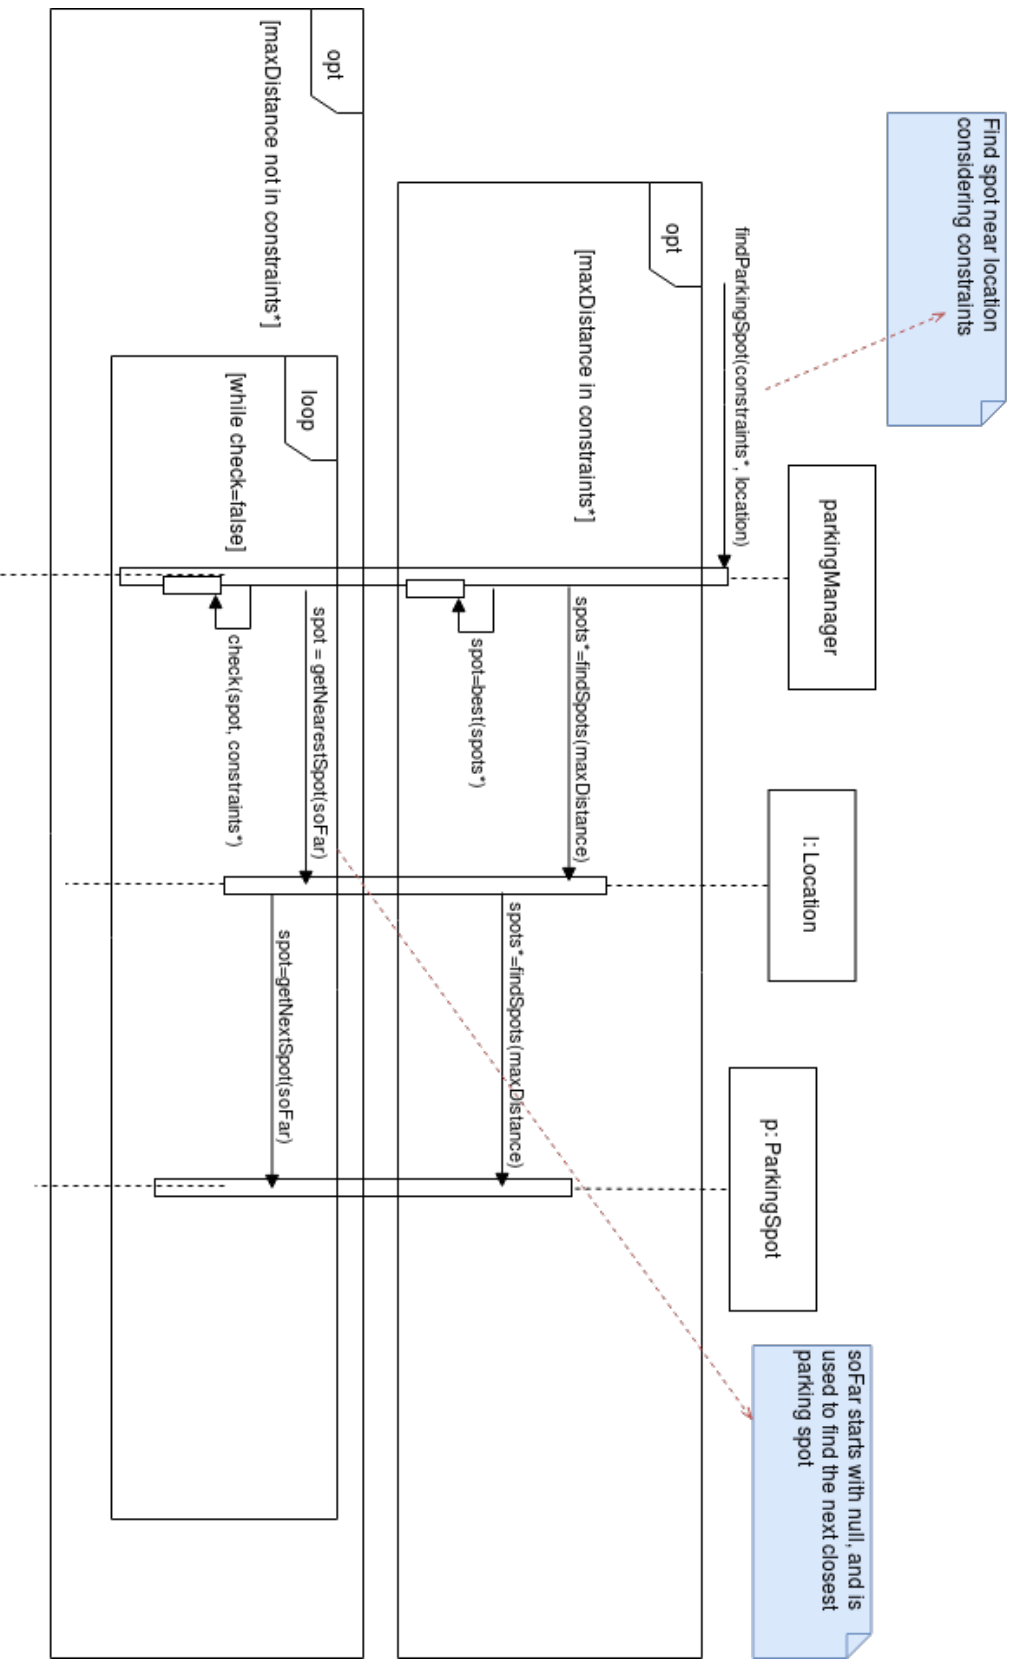 Find spot near location
considering constraints
findParkingSpot(constraints*, location)
parkingManager
l: Location
p: ParkingSpot
soFar starts with null, and is
used to find the next closest
parking spot
opt
[maxDistance in constraints*]
spots*=findSpots(maxDistance)
spots*=findSpots(maxDistance)
spot=best(spots*)
opt
[maxDistance not in constraints*]
loop
[while check=false]
spot = getNearestSpot(soFar)
spot=getNextSpot(soFar)
check(spot, constraints*)